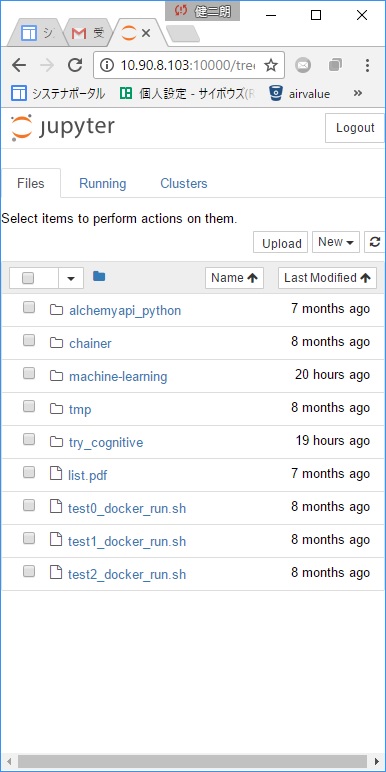 健二朗
シ
受
10.90.8.103:10000/tree
システナポータル
個人設定 - サイボウズ(R
airvalue
jupyter
Logout
Files
Running
Clusters
Select items to perform actions on them.
Upload
New
Name
Last Modified
alchemyapi_python
7 months ago
chainer
8 months ago
machine-learning
20 hours ago
tmp
8 months ago
try_cognitive
19 hours ago
list.pdf
7 months ago
test0_docker_run.sh
8 months ago
test1_docker_run.sh
8 months ago
test2_docker_run.sh
8 months ago